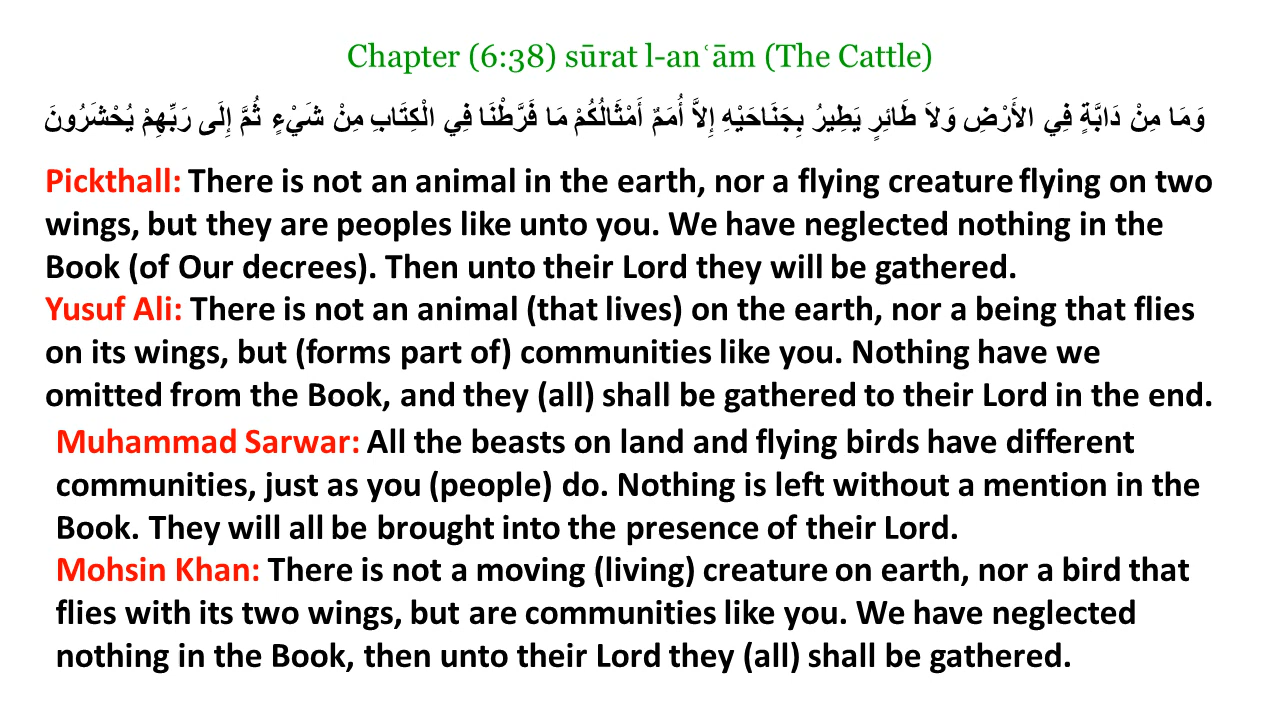 Chapter (6:38) sūrat l-anʿām (The Cattle)
وَمَا مِنْ دَابَّةٍ فِي الأَرْضِ وَلاَ طَائِرٍ يَطِيرُ بِجَنَاحَيْهِ إِلاَّ أُمَمٌ أَمْثَالُكُمْ مَا فَرَّطْنَا فِي الْكِتَابِ مِنْ شَيْءٍ ثُمَّ إِلَى رَبِّهِمْ يُحْشَرُونَ
Pickthall: There is not an animal in the earth, nor a flying creature flying on two
wings, but they are peoples like unto you. We have neglected nothing in the
Book (of Our decrees). Then unto their Lord they will be gathered.
Yusuf Ali: There is not an animal (that lives) on the earth, nor a being that flies
on its wings, but (forms part of) communities like you. Nothing have we
omitted from the Book, and they (all) shall be gathered to their Lord in the end.
Muhammad Sarwar: All the beasts on land and flying birds have different
communities, just as you (people) do. Nothing is left without a mention in the
Book. They will all be brought into the presence of their Lord.
Mohsin Khan: There is not a moving (living) creature on earth, nor a bird that
flies with its two wings, but are communities like you. We have neglected
nothing in the Book, then unto their Lord they (all) shall be gathered.